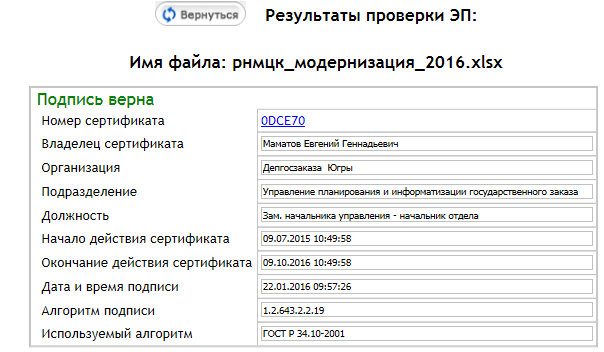 Вернуться
Результаты проверки ЭП:
Имя файла: рнмцк_модернизация_2016.xlsx
Подпись верна
Номер сертификата 0DCE70
Владелец сертификата Маматов Евгений Геннадьевич
Организация Депгосзаказа Югры
Подразделение Управление планирования и информатизации государственного заказа
Должность Зам. начальника управления - начальник отдела
Начало действия сертификата 09.07.2015 10:49:58
Окончание действия сертификата 09.10.2016 10:49:58
Дата и время подписи 22.01.2016 09:57:26
Алгоритм подписи 1.2.643.2.2.19
Используемый алгоритм ГОСТ Р 34.10-2001